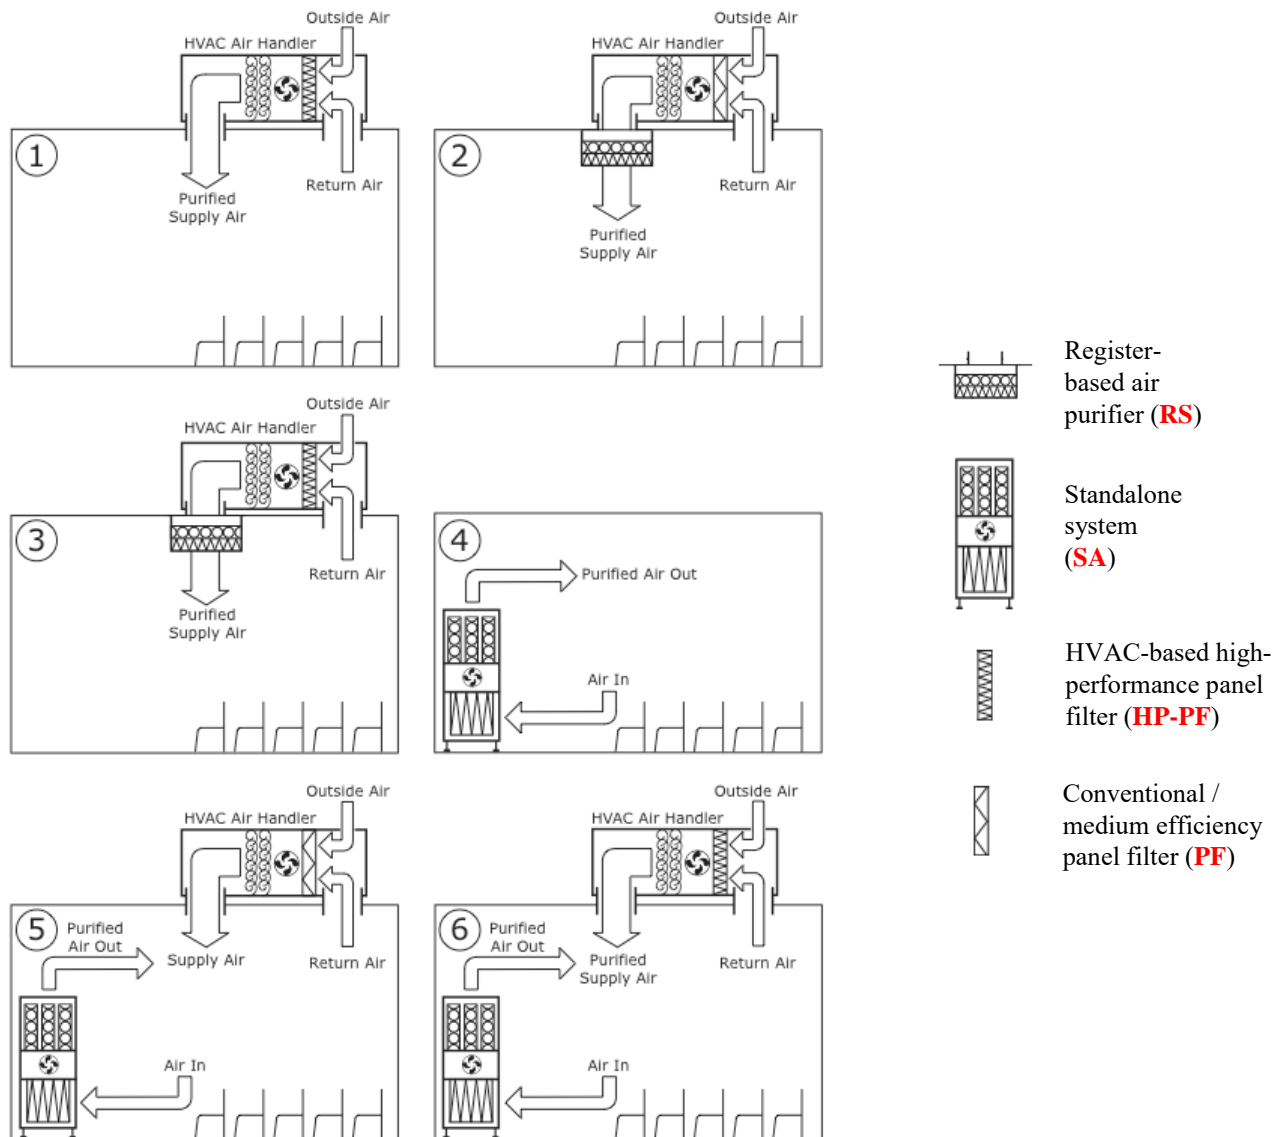 Outside Air
HVAC Air Handler
1
Purified
Supply Air
Return Air
Outside Air
HVAC Air Handler
2
Purified
Supply Air
Return Air
Outside Air
HVAC Air Handler
3
Purified
Supply Air
Return Air
4
Purified Air Out
Air In
Outside Air
HVAC Air Handler
5
Purified
Air Out
Supply Air
Return Air
Air In
Outside Air
HVAC Air Handler
6
Purified
Air Out
Purified
Supply Air
Return Air
Air In
Register-
based air
purifier (RS)
Standalone
system
(SA)
HVAC-based high-
performance panel
filter (HP-PF)
Conventional /
medium efficiency
panel filter (PF)